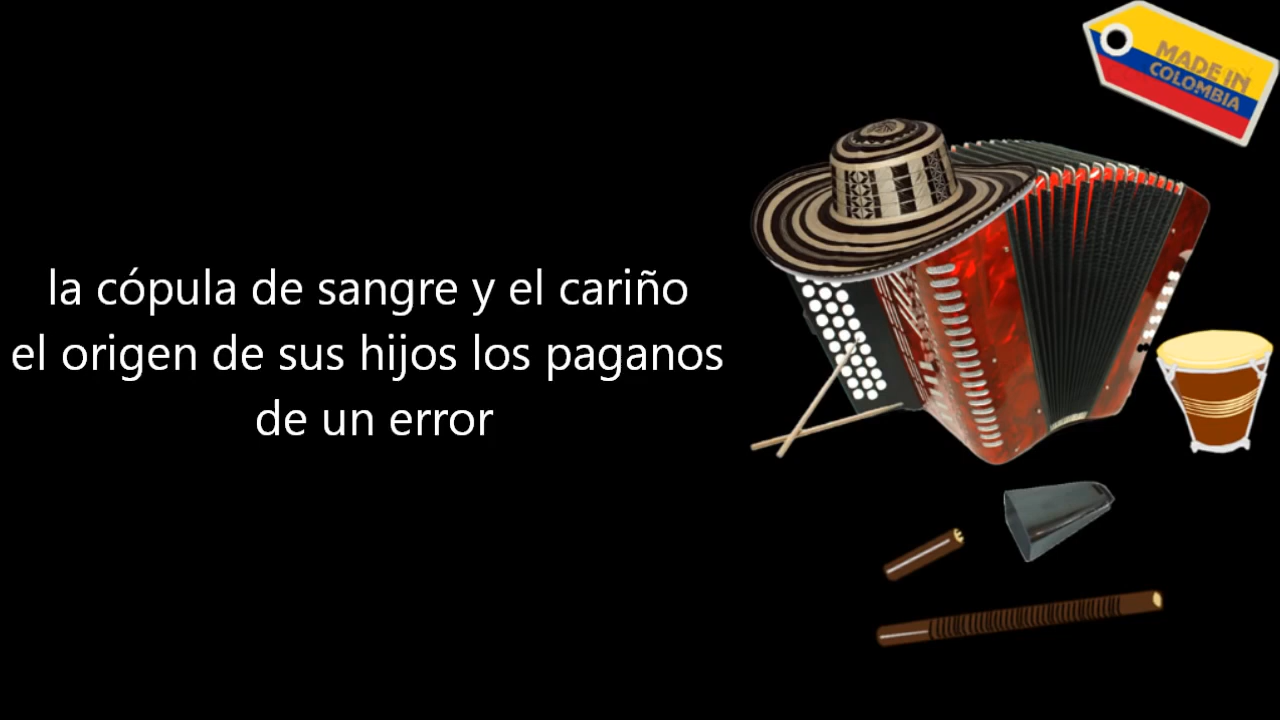 la cópula de sangre y el cariño
el origen de sus hijos los paganos
de un error
MADE IN
COLOMBIA